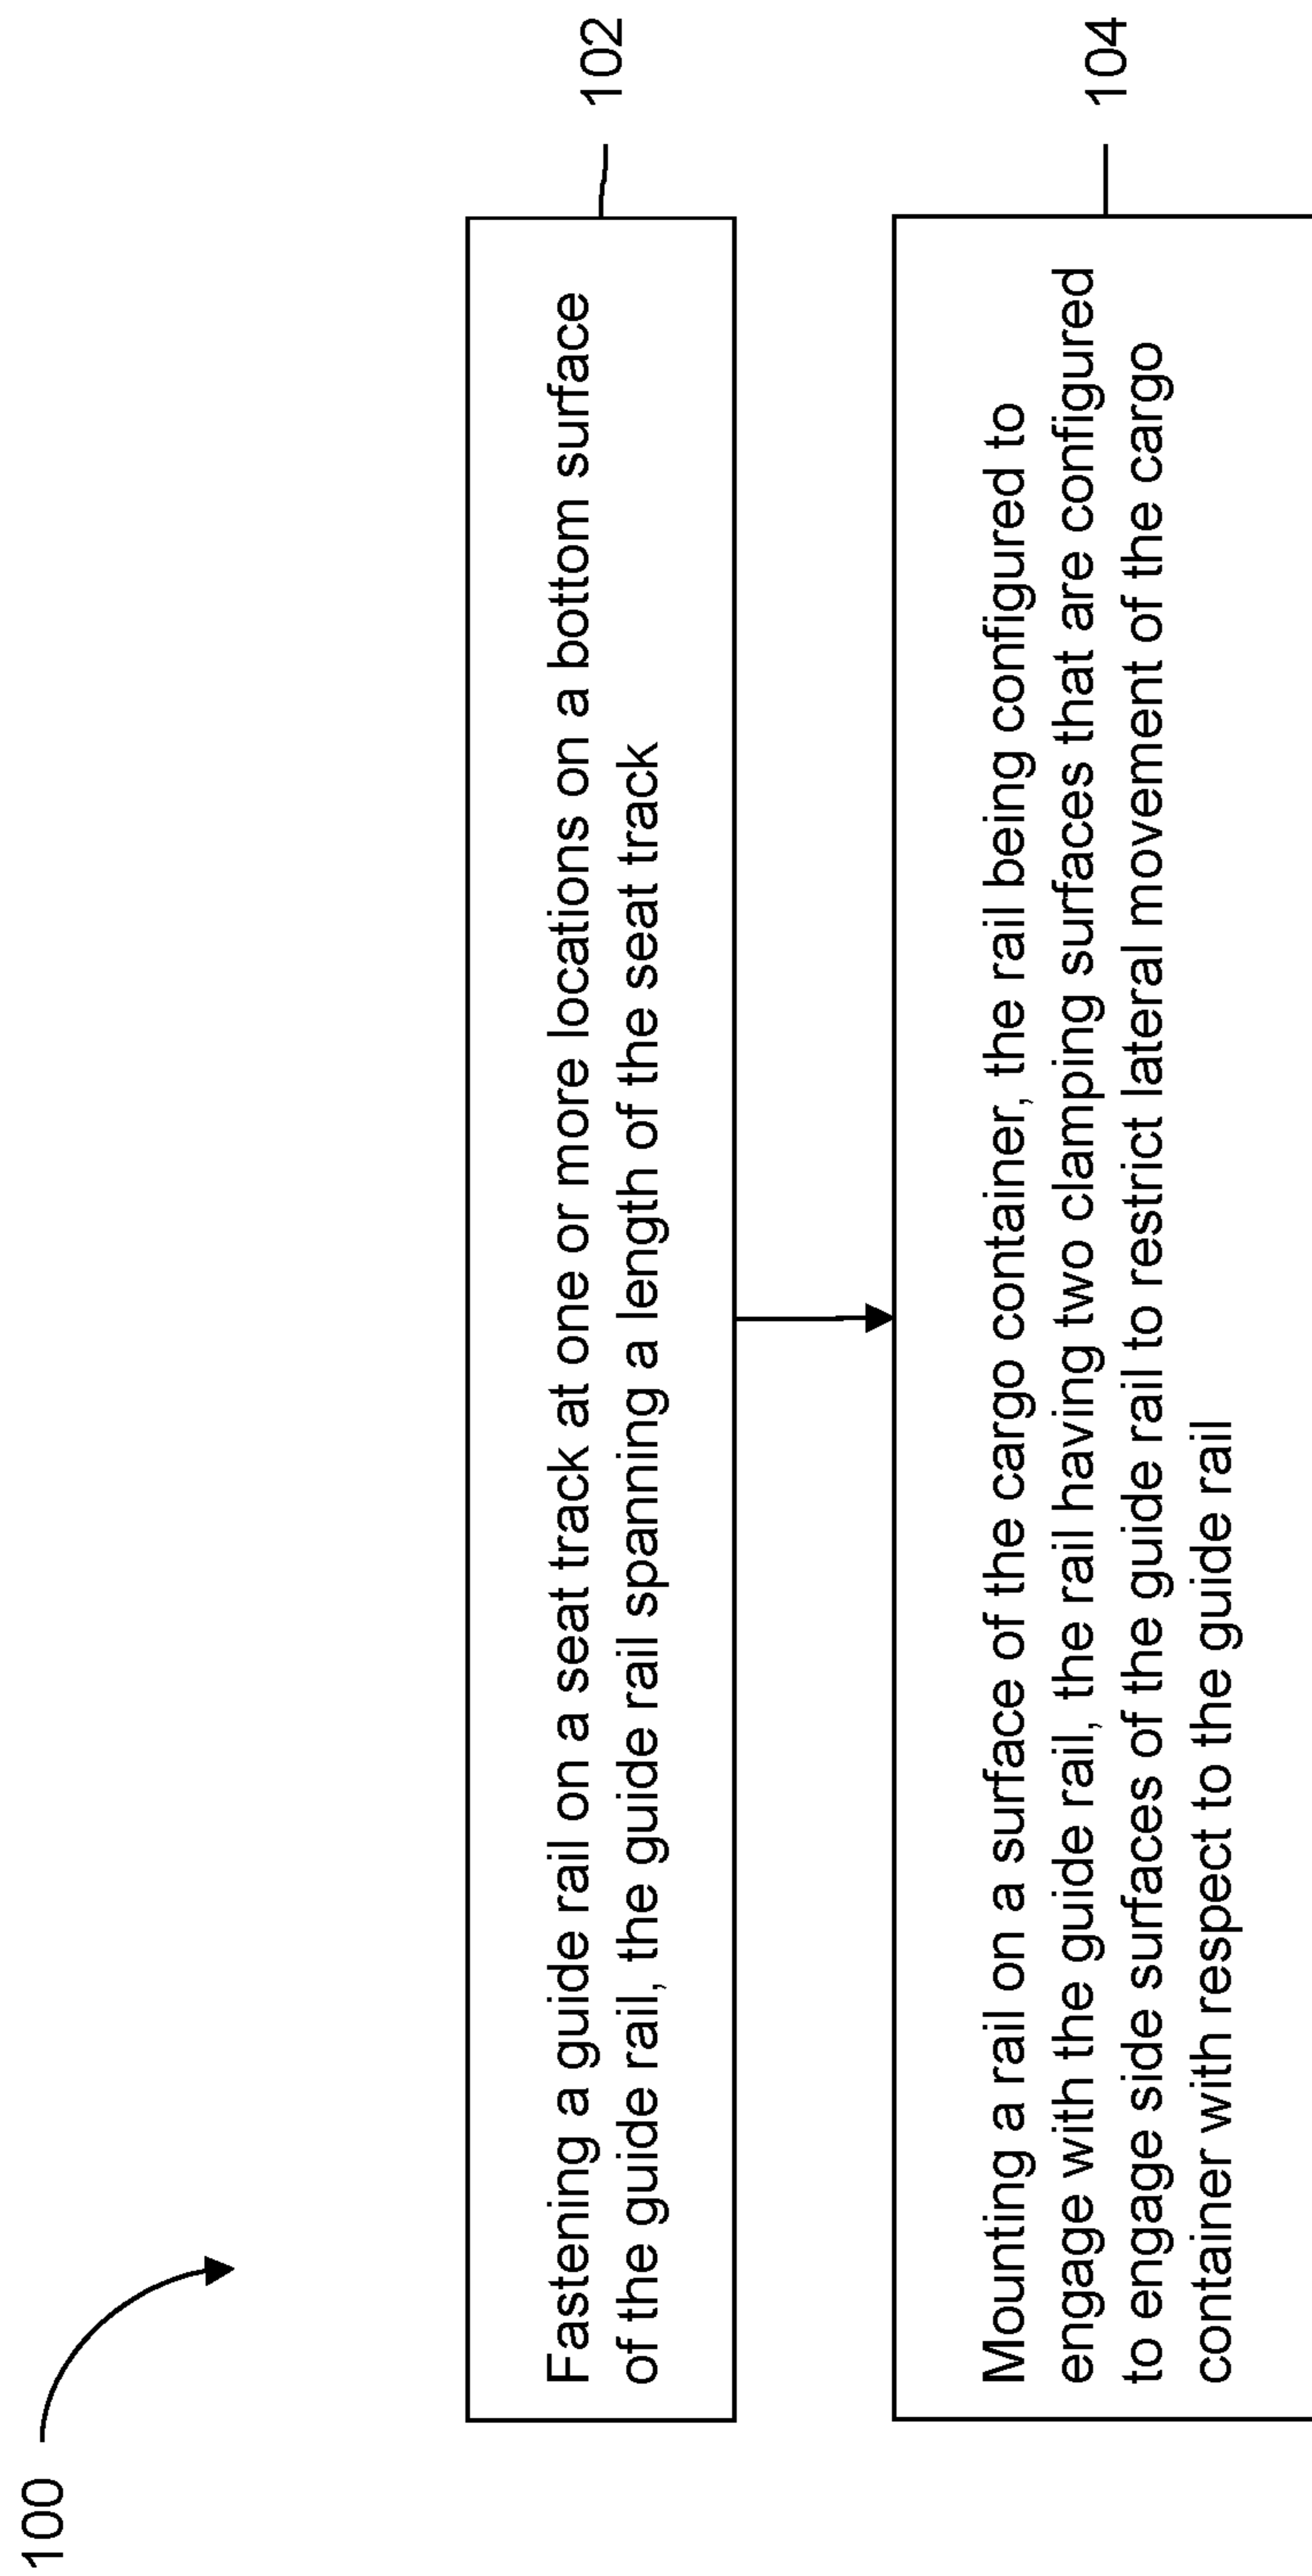 100
Fastening a guide rail on a seat track at one or more locations on a bottom surface
of the guide rail, the guide rail spanning a length of the seat track
102
Mounting a rail on a surface of the cargo container, the rail being configured to
engage with the guide rail, the rail having two clamping surfaces that are configured
to engage side surfaces of the guide rail to restrict lateral movement of the cargo
container with respect to the guide rail
104